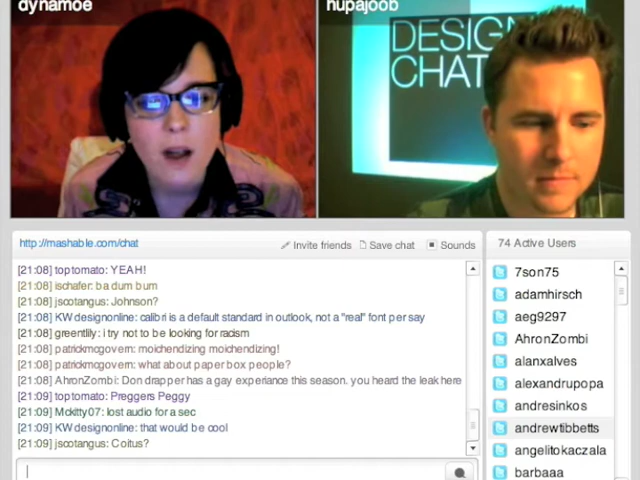 dynamoe
hupajoob
DESIGN
CHAT
http://mashable.com/chat
Invite friends
Save chat
Sounds
74 Active Users
[21:08] toptomato: YEAH!
[21:08] ischafer: ba dum bum
[21:08] jscotangus: Johnson?
[21:08] KWdesignonline: calibri is a default standard in outlook, not a "real" font per say
[21:08] greentlily: i try not to be looking for racism
[21:08] patrickmcgovern: moichendizing moichendizing!
[21:08] patrickmcgovern: what about paper box people?
[21:08] AhronZombi: Don drapper has a gay experiance this season. you heard the leak here
[21:09] toptomato: Preggers Peggy
[21:09] Mckitty07: lost audio for a sec
[21:09] KWdesignonline: that would be cool
[21:09] jscotangus: Coitus?
7son75
adamhirsch
aeg9297
AhronZombi
alanxalves
alexandrupopa
andresinkos
andrewtibbetts
angelitokaczala
barbaaa